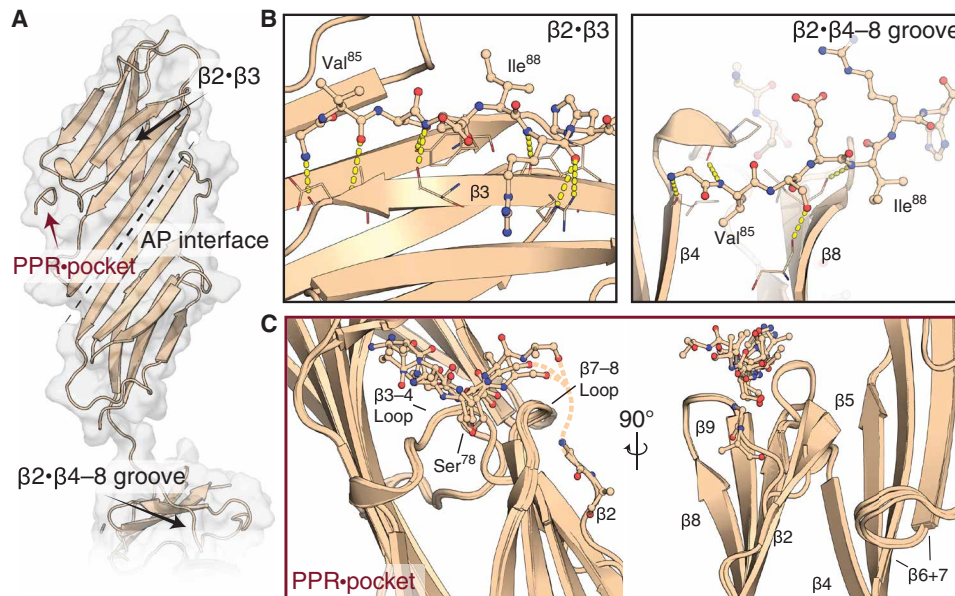 A
β2•β3
AP interface
PPR•pocket
β2•β4–8 groove
B
β2•β3
Val⁸⁵
Ile⁸⁸
β3
β2•β4–8 groove
Ile⁸⁸
Val⁸⁵
β4
β8
C
β3–4
Loop
β7–8
Loop
Ser⁷⁸
β2
PPR•pocket
90°
β9
β5
β8
β2
β6+7
β4